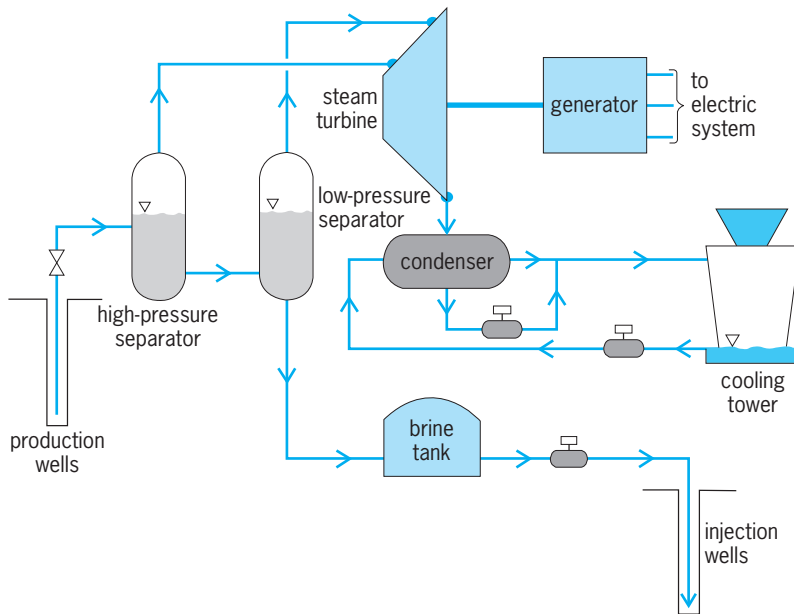 steam
turbine
generator
to
electric
system
low-pressure
separator
condenser
high-pressure
separator
cooling
tower
production
wells
brine
tank
injection
wells